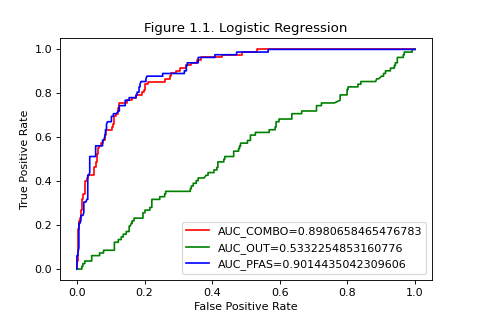 Figure 1.1. Logistic Regression
1.0
0.8
0.6
0.4
0.2
0.0
True Positive Rate
AUC_COMBO=0.8980658465476783
AUC_OUT=0.5332254853160776
AUC_PFAS=0.9014435042309606
0.0 0.2 0.4 0.6 0.8 1.0
False Positive Rate